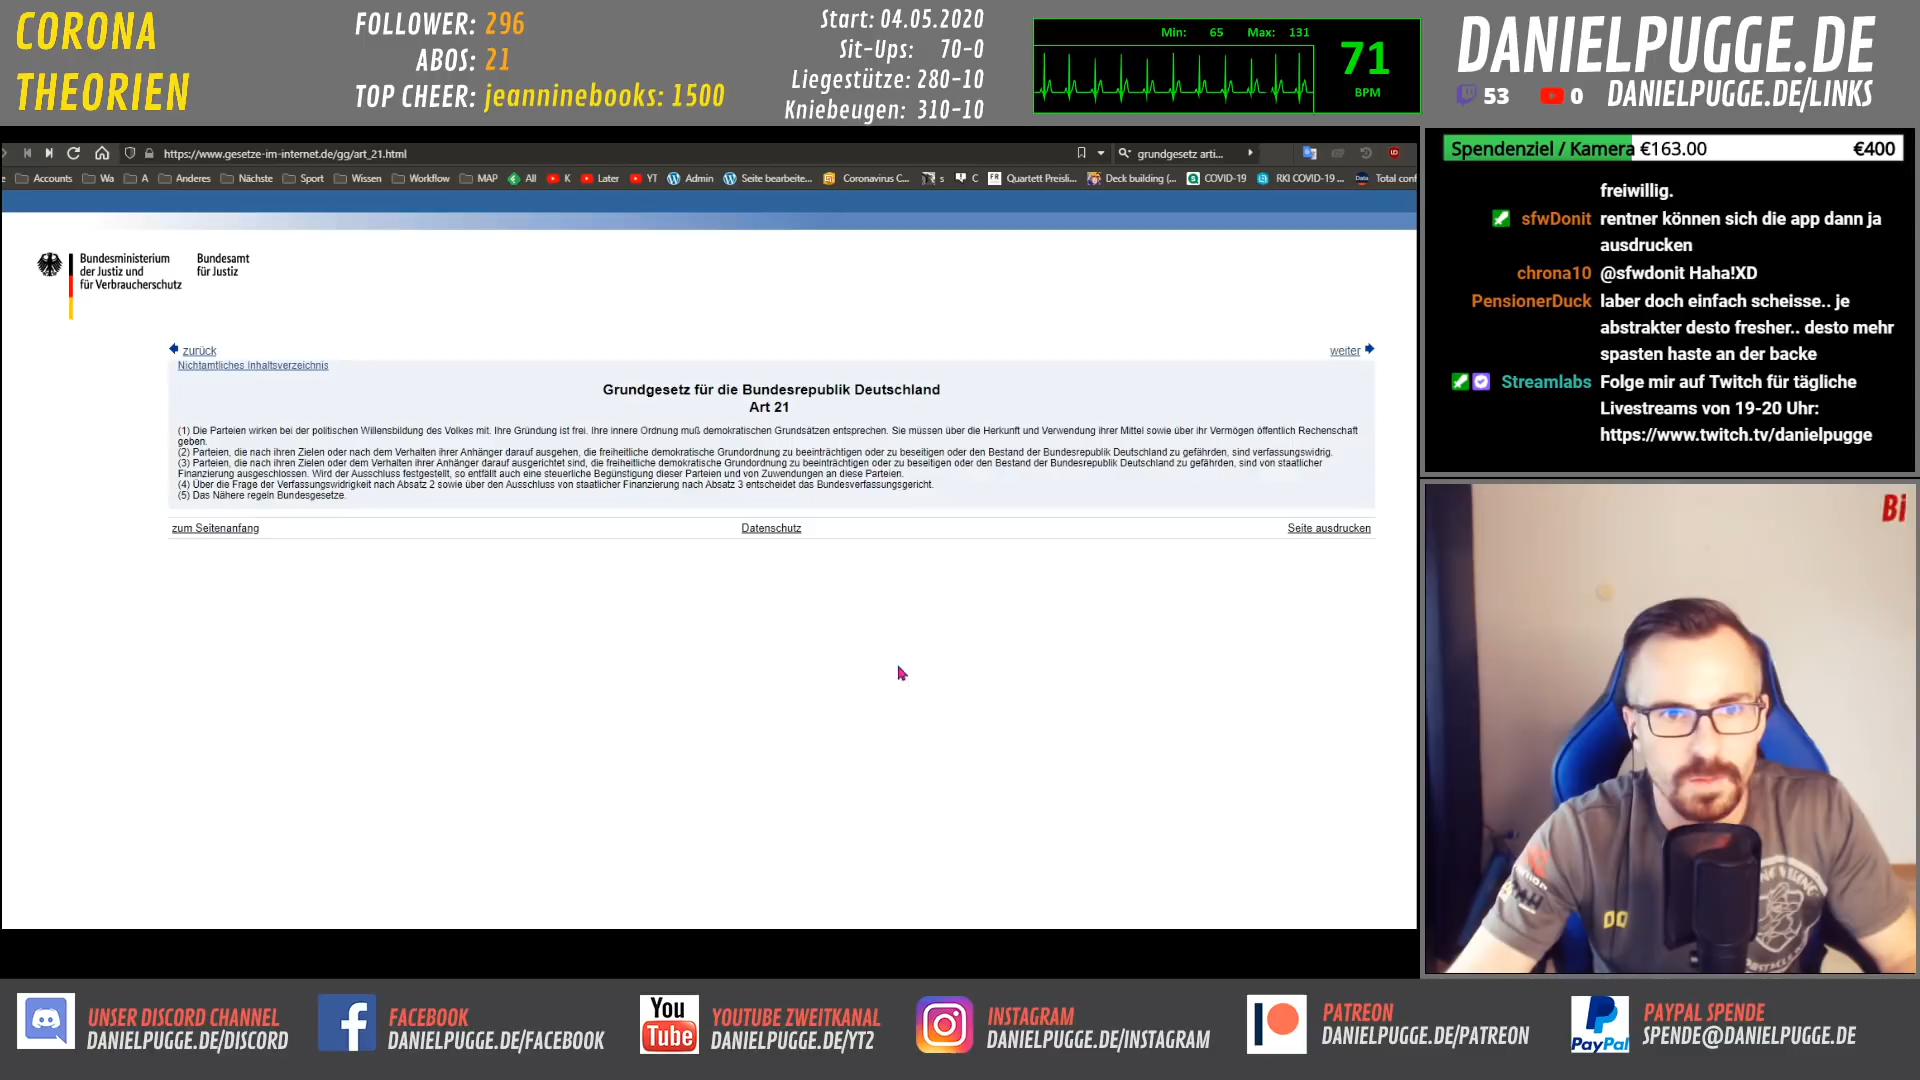 CORONA
THEORIEN
FOLLOWER: 296
ABOS: 21
TOP CHEER: jeanninebooks: 1500
Start: 04.05.2020
Sit-Ups: 70-0
Liegestütze: 280-10
Kniebeugen: 310-10
Min: 65 Max: 131
71
BPM
DANIELPUGGE.DE
53 0 DANIELPUGGE.DE/LINKS
https://www.gesetze-im-internet.de/gg/art_21.html
grundgesetz arti...
Accounts Wa A Anderes Nächste Sport Wissen Workflow MAP All K Later YT Admin Seite bearbeite... Coronavirus C... s C Quartett Preisli... Deck building (... COVID-19 RKI COVID-19 ... Total conf
Bundesministerium
der Justiz und
für Verbraucherschutz
Bundesamt
für Justiz
zurück
weiter
Nichtamtliches Inhaltsverzeichnis
Grundgesetz für die Bundesrepublik Deutschland
Art 21
(1) Die Parteien wirken bei der politischen Willensbildung des Volkes mit. Ihre Gründung ist frei. Ihre innere Ordnung muß demokratischen Grundsätzen entsprechen. Sie müssen über die Herkunft und Verwendung ihrer Mittel sowie über ihr Vermögen öffentlich Rechenschaft
geben.
(2) Parteien, die nach ihren Zielen oder nach dem Verhalten ihrer Anhänger darauf ausgehen, die freiheitliche demokratische Grundordnung zu beeinträchtigen oder zu beseitigen oder den Bestand der Bundesrepublik Deutschland zu gefährden, sind verfassungswidrig.
(3) Parteien, die nach ihren Zielen oder dem Verhalten ihrer Anhänger darauf ausgerichtet sind, die freiheitliche demokratische Grundordnung zu beeinträchtigen oder zu beseitigen oder den Bestand der Bundesrepublik Deutschland zu gefährden, sind von staatlicher
Finanzierung ausgeschlossen. Wird der Ausschluss festgestellt, so entfällt auch eine steuerliche Begünstigung dieser Parteien und von Zuwendungen an diese Parteien.
(4) Über die Frage der Verfassungswidrigkeit nach Absatz 2 sowie über den Ausschluss von staatlicher Finanzierung nach Absatz 3 entscheidet das Bundesverfassungsgericht.
(5) Das Nähere regeln Bundesgesetze.
zum Seitenanfang
Datenschutz
Seite ausdrucken
Spendenziel / Kamera €163.00 €400
freiwillig.
sfwDonit rentner können sich die app dann ja
ausdrucken
chrona10 @sfwdonit Haha!XD
PensionerDuck laber doch einfach scheisse.. je
abstrakter desto fresher.. desto mehr
spasten haste an der backe
Streamlabs Folge mir auf Twitch für tägliche
Livestreams von 19-20 Uhr:
https://www.twitch.tv/danielpugge
Bi
UNSER DISCORD CHANNEL
DANIELPUGGE.DE/DISCORD
FACEBOOK
DANIELPUGGE.DE/FACEBOOK
You
Tube
YOUTUBE ZWEITKANAL
DANIELPUGGE.DE/YT2
INSTAGRAM
DANIELPUGGE.DE/INSTAGRAM
PATREON
DANIELPUGGE.DE/PATREON
PayPal
PAYPAL SPENDE
SPENDE@DANIELPUGGE.DE